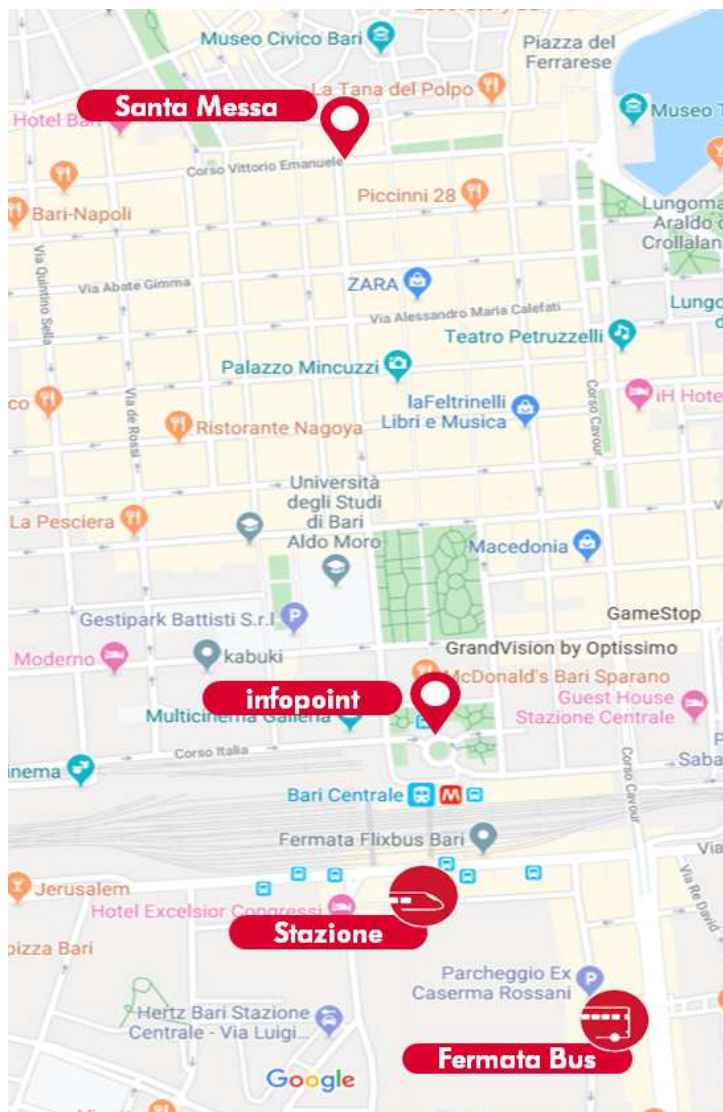 Museo Civico Bari
Piazza del
Ferrarese
La Tana del Polpo
Santa Messa
Hotel Bari
Museo T
Corso Vittorio Emanuele
Piccinni 28
Bari-Napoli
Lungoma
Araldo d
Crollalan
Via Quintino Sella
Via Abate Gimma
ZARA
Lungo
d
Via Alessandro Maria Calefati
Teatro Petruzzelli
Palazzo Mincuzzi
Via de Rossi
co
laFeltrinelli
Libri e Musica
Corso Cavour
iH Hote
Ristorante Nagoya
Università
degli Studi
di Bari
Aldo Moro
La Pesciera
V
Macedonia
GameStop
Gestipark Battisti S.r.l
GrandVision by Optissimo
Moderno
kabuki
McDonald's Bari Sparano
infopoint
Guest House
Stazione Centrale
Multicinema Galleria
Corso Italia
P
Saba
nema
Corso Cavour
Bari Centrale
M
Fermata Flixbus Bari
Via
Jerusalem
Via Re David
Hotel Excelsior Congressi
Stazione
pizza Bari
Parcheggio Ex
Caserma Rossani
Hertz Bari Stazione
Centrale - Via Luigi...
Fermata Bus
Google